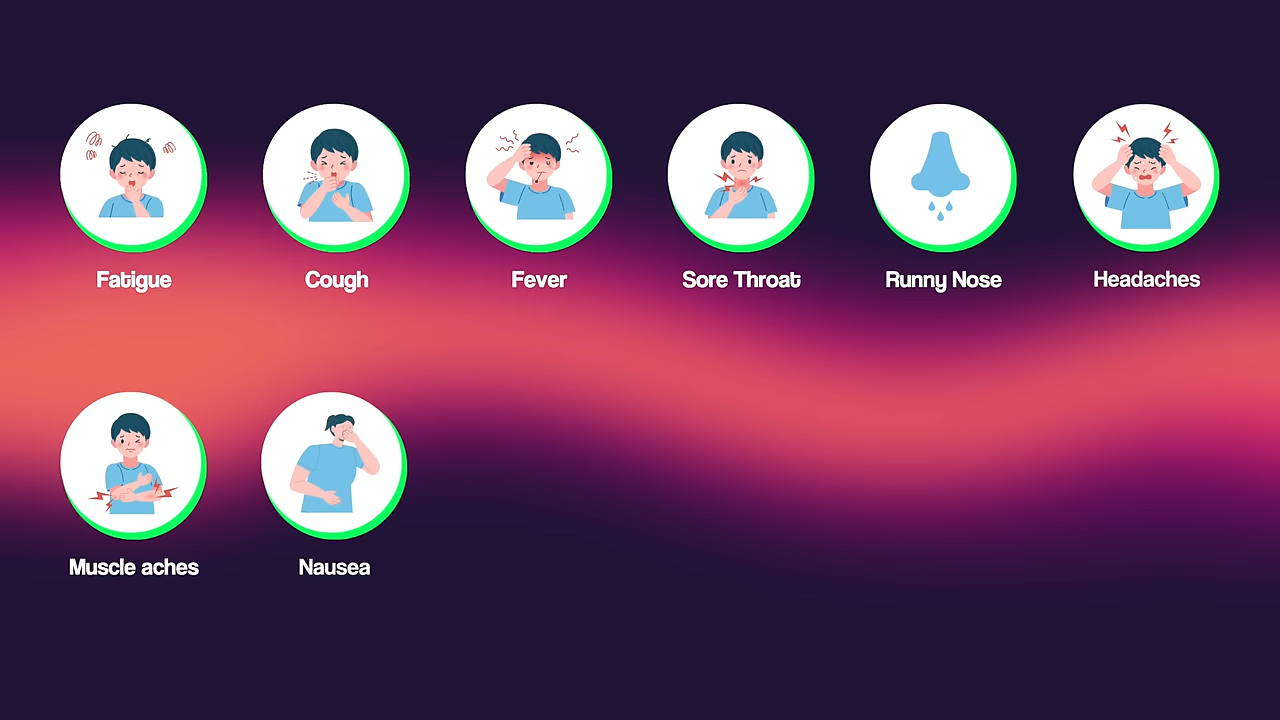 Fatigue
Cough
Fever
Sore Throat
Runny Nose
Headaches
Muscle aches
Nausea